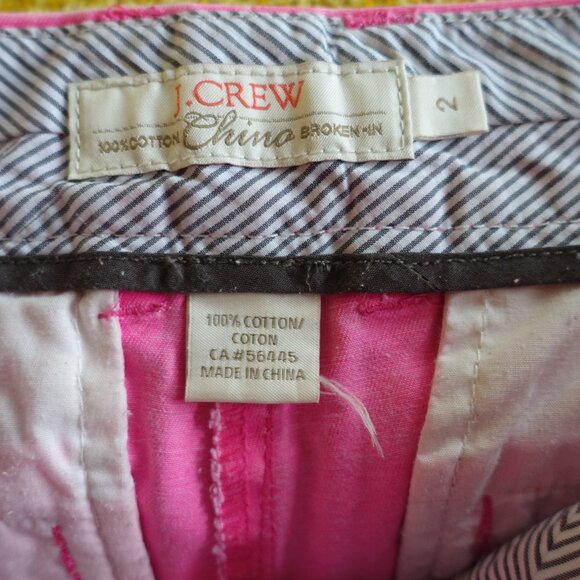 J.CREW
100% COTTON Chino BROKEN-IN
2
100% COTTON/
COTON
CA #56445
MADE IN CHINA